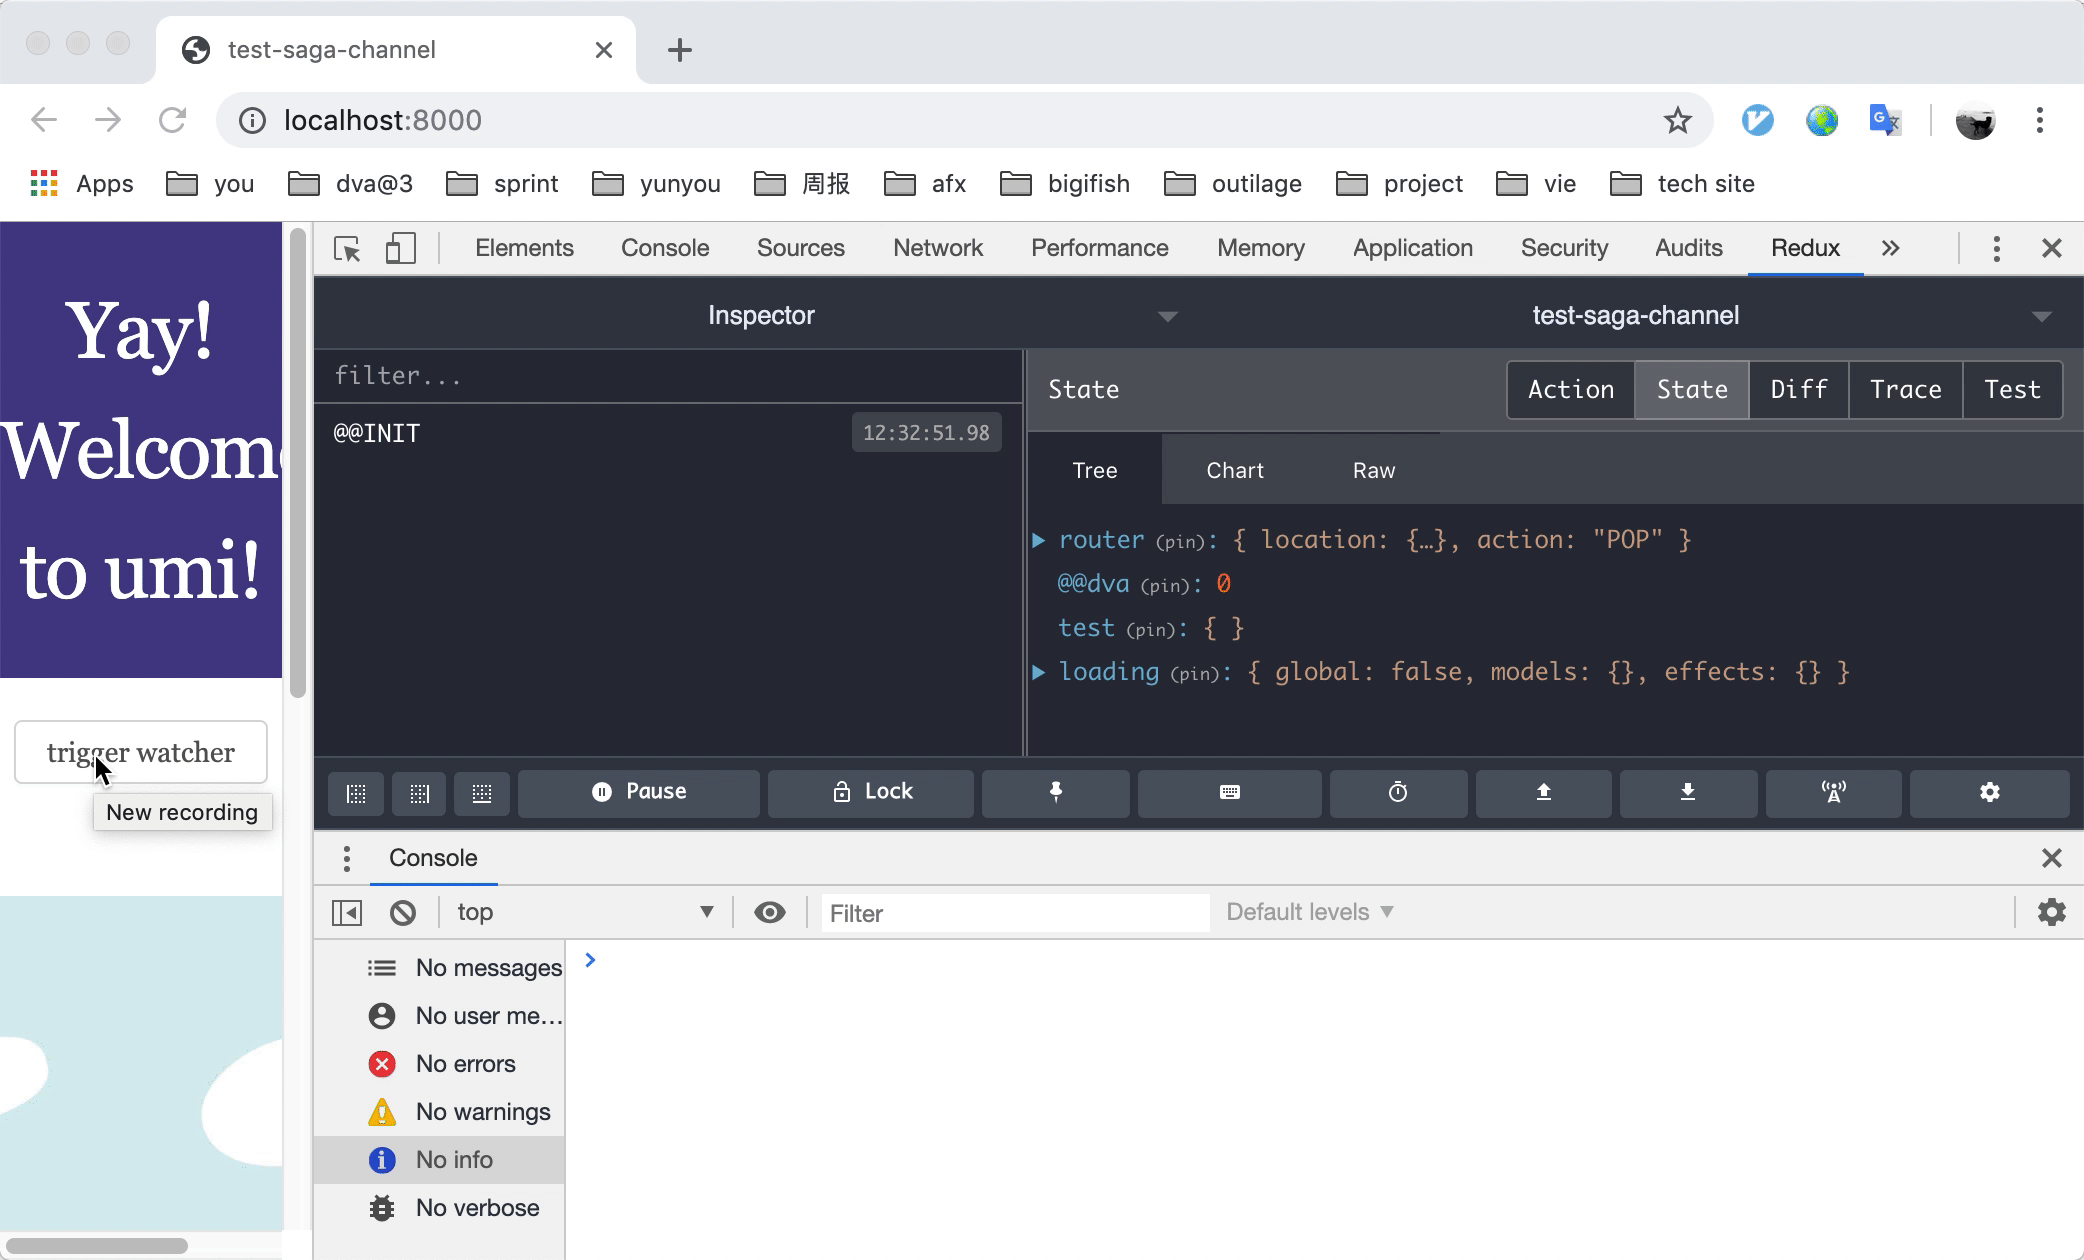 test-saga-channel
localhost:8000
Apps you dva@3 sprint yunyou 周报 afx bigifish outilage project vie tech site
Yay!
Welcom
to umi!
trigger watcher
New recording
Elements Console Sources Network Performance Memory Application Security Audits Redux »
Inspector test-saga-channel
filter...
@@INIT 12:32:51.98
State Action State Diff Trace Test
Tree Chart Raw
router (pin): { location: {…}, action: "POP" }
@@dva (pin): 0
test (pin): { }
loading (pin): { global: false, models: {}, effects: {} }
Pause Lock
Console
top Filter Default levels
No messages
No user me…
No errors
No warnings
No info
No verbose